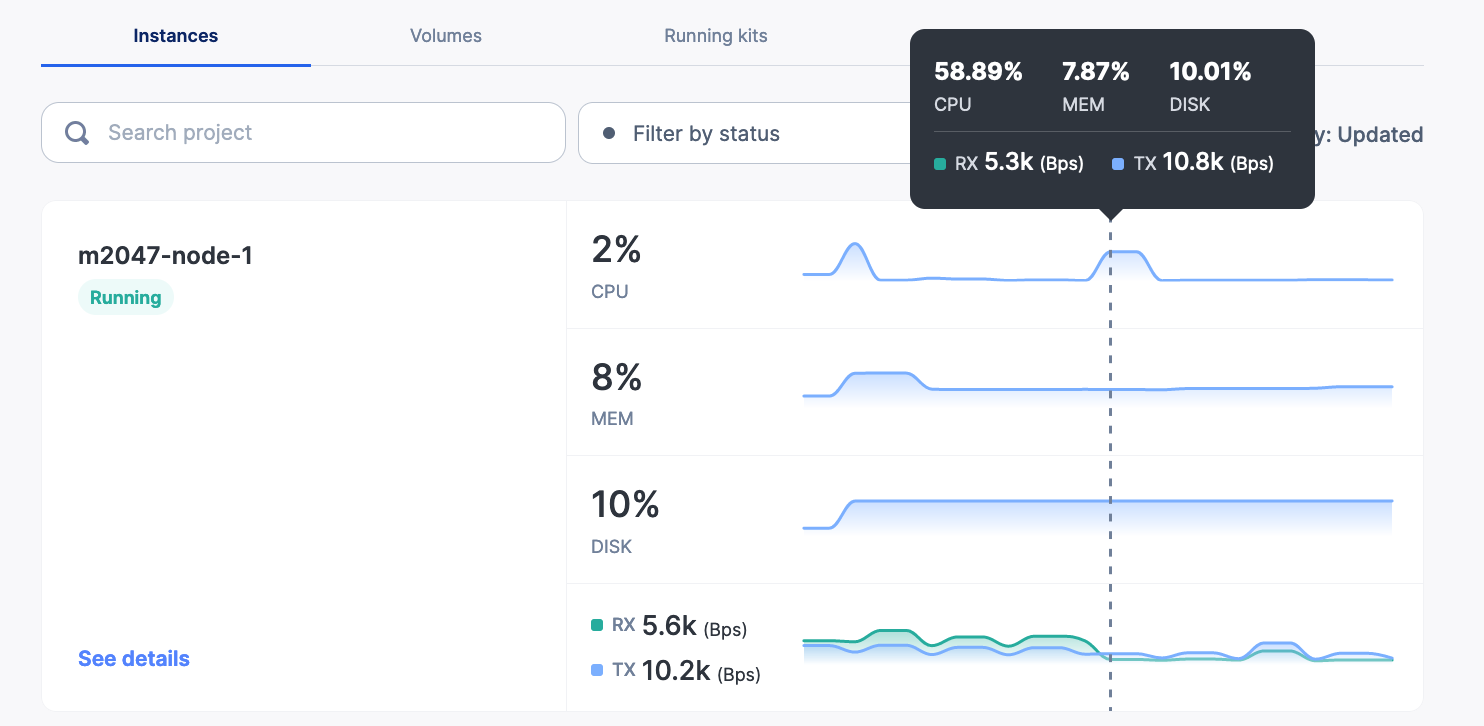 Instances Volumes Running kits
58.89% 7.87% 10.01%
CPU MEM DISK
RX 5.3k (Bps) TX 10.8k (Bps)
Search project
Filter by status
y: Updated
m2047-node-1
Running
See details
2%
CPU
8%
MEM
10%
DISK
RX 5.6k (Bps)
TX 10.2k (Bps)